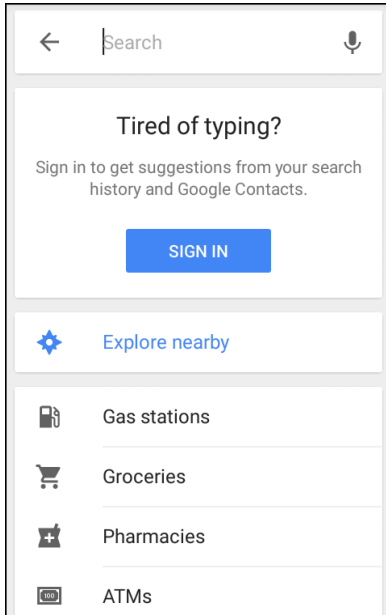 Search
Tired of typing?
Sign in to get suggestions from your search
history and Google Contacts.
SIGN IN
Explore nearby
Gas stations
Groceries
Pharmacies
100
ATMs